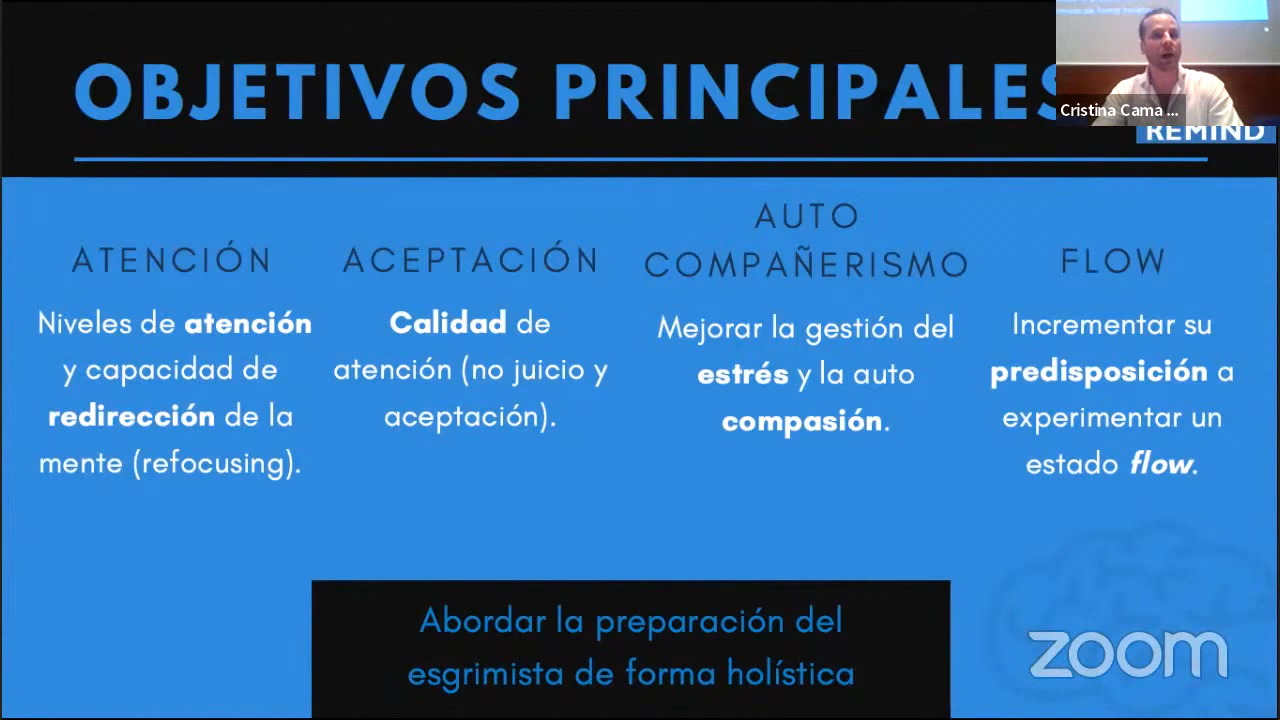 OBJETIVOS PRINCIPALES
Cristina Cama ...
REMIND
ATENCIÓN
Niveles de atención
y capacidad de
redirección de la
mente (refocusing).
ACEPTACIÓN
Calidad de
atención (no juicio y
aceptación).
AUTO
COMPAÑERISMO
Mejorar la gestión del
estrés y la auto
compasión.
FLOW
Incrementar su
predisposición a
experimentar un
estado flow.
Abordar la preparación del
esgrimista de forma holística
zoom